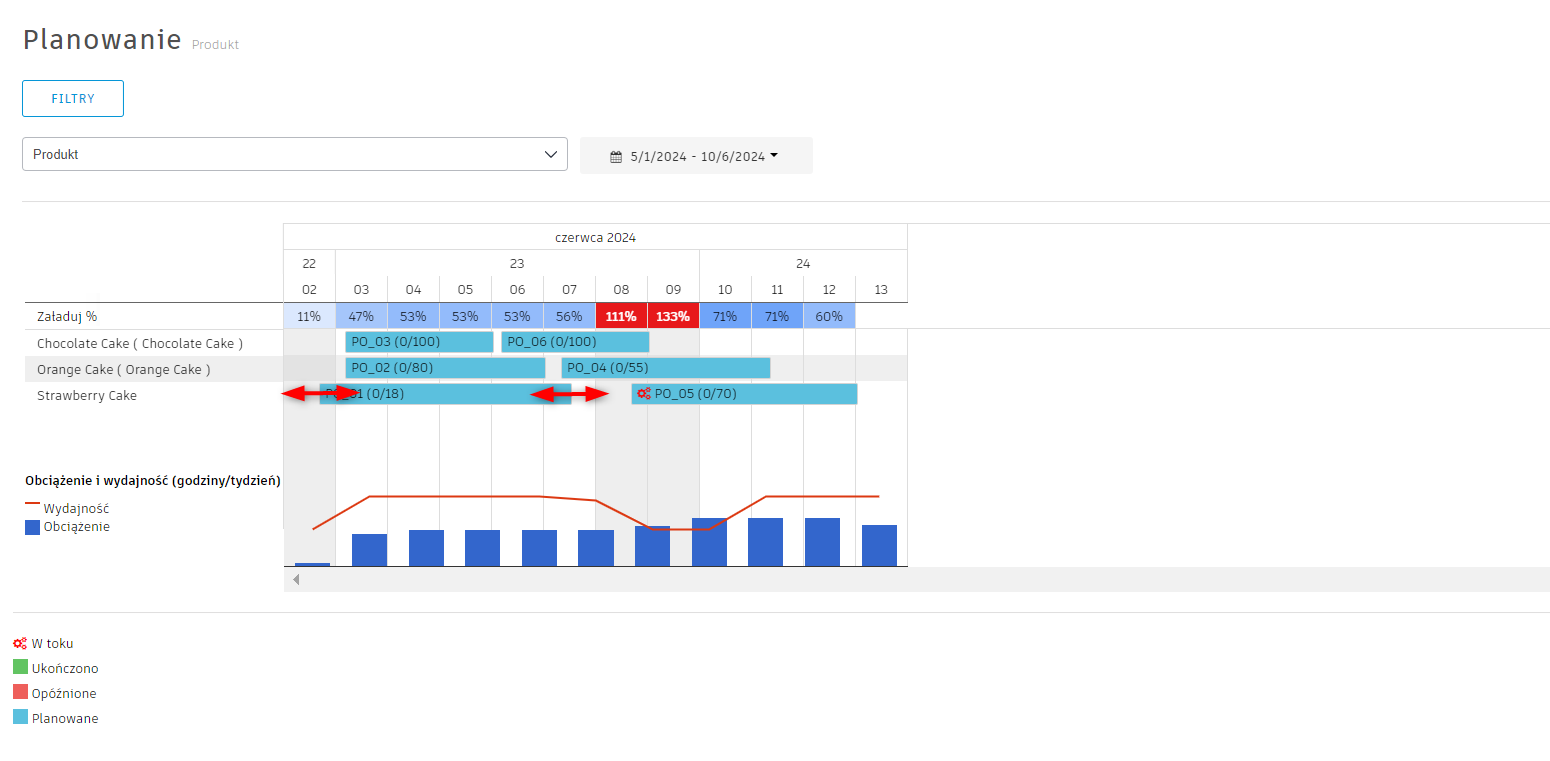 Planowanie Produkt
FILTRY
Produkt
5/1/2024 - 10/6/2024
czerwca 2024
22 23 24
02 03 04 05 06 07 08 09 10 11 12 13
Załaduj % 11% 47% 53% 53% 53% 56% 111% 133% 71% 71% 60%
Chocolate Cake ( Chocolate Cake ) PO_03 (0/100) PO_06 (0/100)
Orange Cake ( Orange Cake ) PO_02 (0/80) PO_04 (0/55)
Strawberry Cake PO_01 (0/18) PO_05 (0/70)
Obciążenie i wydajność (godziny/tydzień)
Wydajność
Obciążenie
W toku
Ukończono
Opóźnione
Planowane